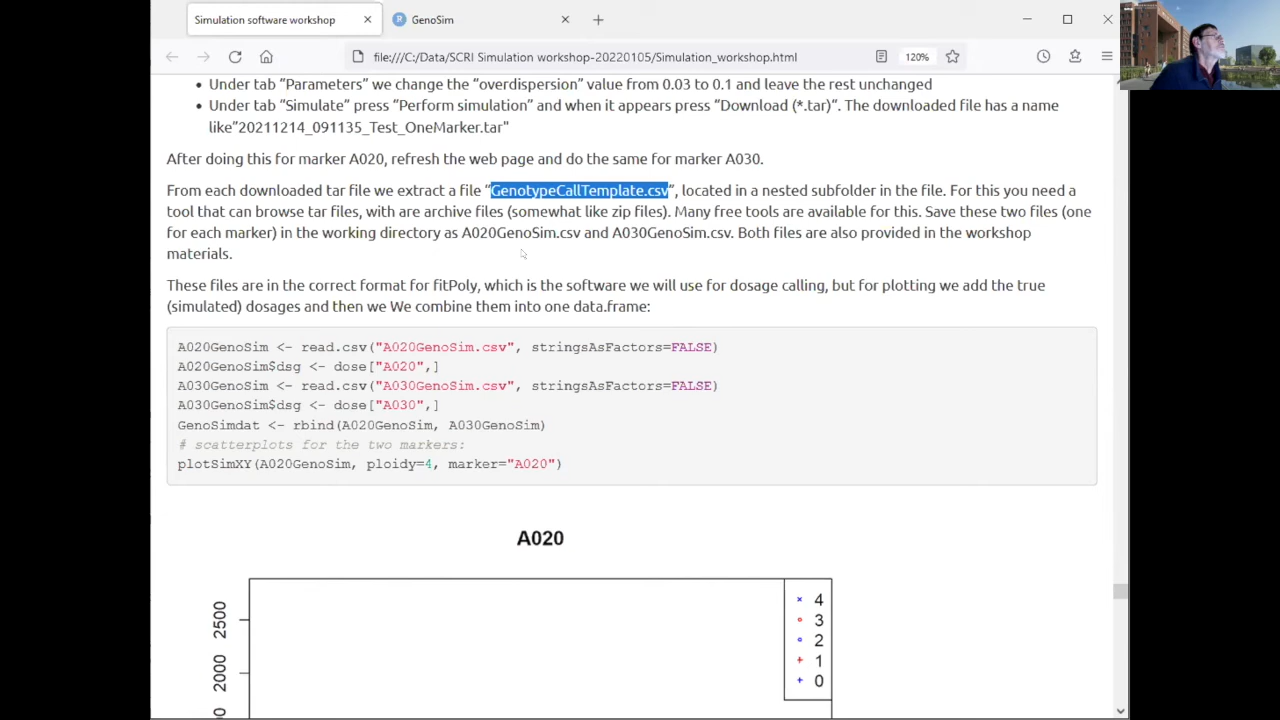 Simulation software workshop
GenoSim
file:///C:/Data/SCRI Simulation workshop-20220105/Simulation_workshop.html
120%
Under tab “Parameters” we change the “overdispersion” value from 0.03 to 0.1 and leave the rest unchanged
Under tab “Simulate” press “Perform simulation” and when it appears press “Download (*.tar)“. The downloaded file has a name
like”20211214_091135_Test_OneMarker.tar"
After doing this for marker A020, refresh the web page and do the same for marker A030.
From each downloaded tar file we extract a file “GenotypeCallTemplate.csv“, located in a nested subfolder in the file. For this you need a
tool that can browse tar files, with are archive files (somewhat like zip files). Many free tools are available for this. Save these two files (one
for each marker) in the working directory as A020GenoSim.csv and A030GenoSim.csv. Both files are also provided in the workshop
materials.
These files are in the correct format for fitPoly, which is the software we will use for dosage calling, but for plotting we add the true
(simulated) dosages and then we We combine them into one data.frame:
A020GenoSim <- read.csv("A020GenoSim.csv", stringsAsFactors=FALSE)
A020GenoSim$dsg <- dose["A020",]
A030GenoSim <- read.csv("A030GenoSim.csv", stringsAsFactors=FALSE)
A030GenoSim$dsg <- dose["A030",]
GenoSimdat <- rbind(A020GenoSim, A030GenoSim)
# scatterplots for the two markers:
plotSimXY(A020GenoSim, ploidy=4, marker="A020")
A020
4
3
2
1
0
2500
2000